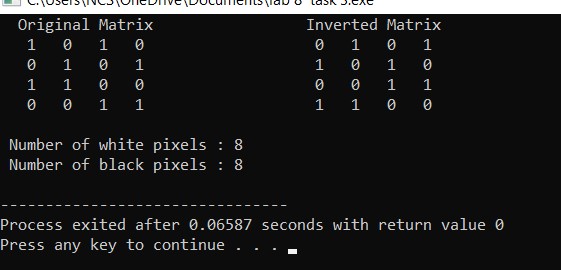 C:\Users\NCS\OneDrive\Documents\lab 8 task 3.exe
Original Matrix Inverted Matrix
1 0 1 0 0 1 0 1
0 1 0 1 1 0 1 0
1 1 0 0 0 0 1 1
0 0 1 1 1 1 0 0
Number of white pixels : 8
Number of black pixels : 8
--------------------------------
Process exited after 0.06587 seconds with return value 0
Press any key to continue . . .